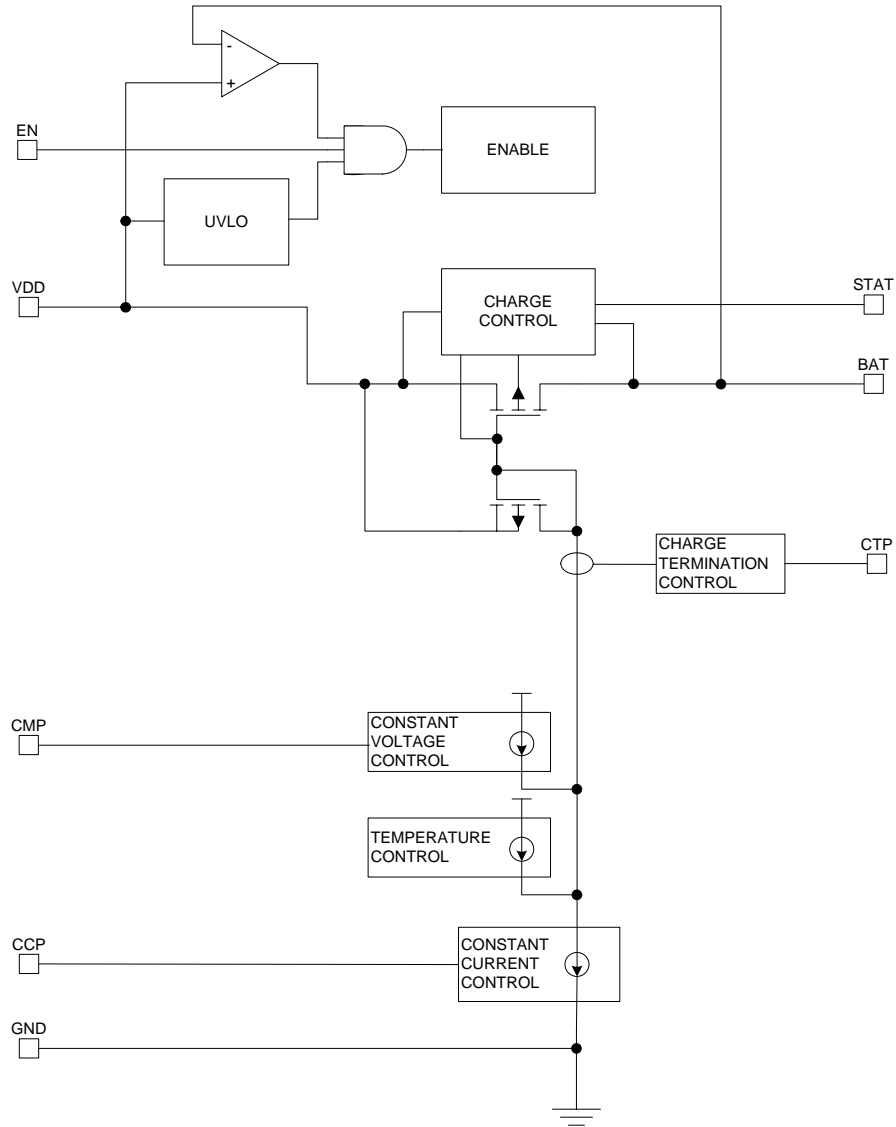 -
+
EN
ENABLE
UVLO
VDD
CHARGE
CONTROL
STAT
BAT
CHARGE
TERMINATION
CONTROL
CTP
CMP
CONSTANT
VOLTAGE
CONTROL
TEMPERATURE
CONTROL
CCP
CONSTANT
CURRENT
CONTROL
GND